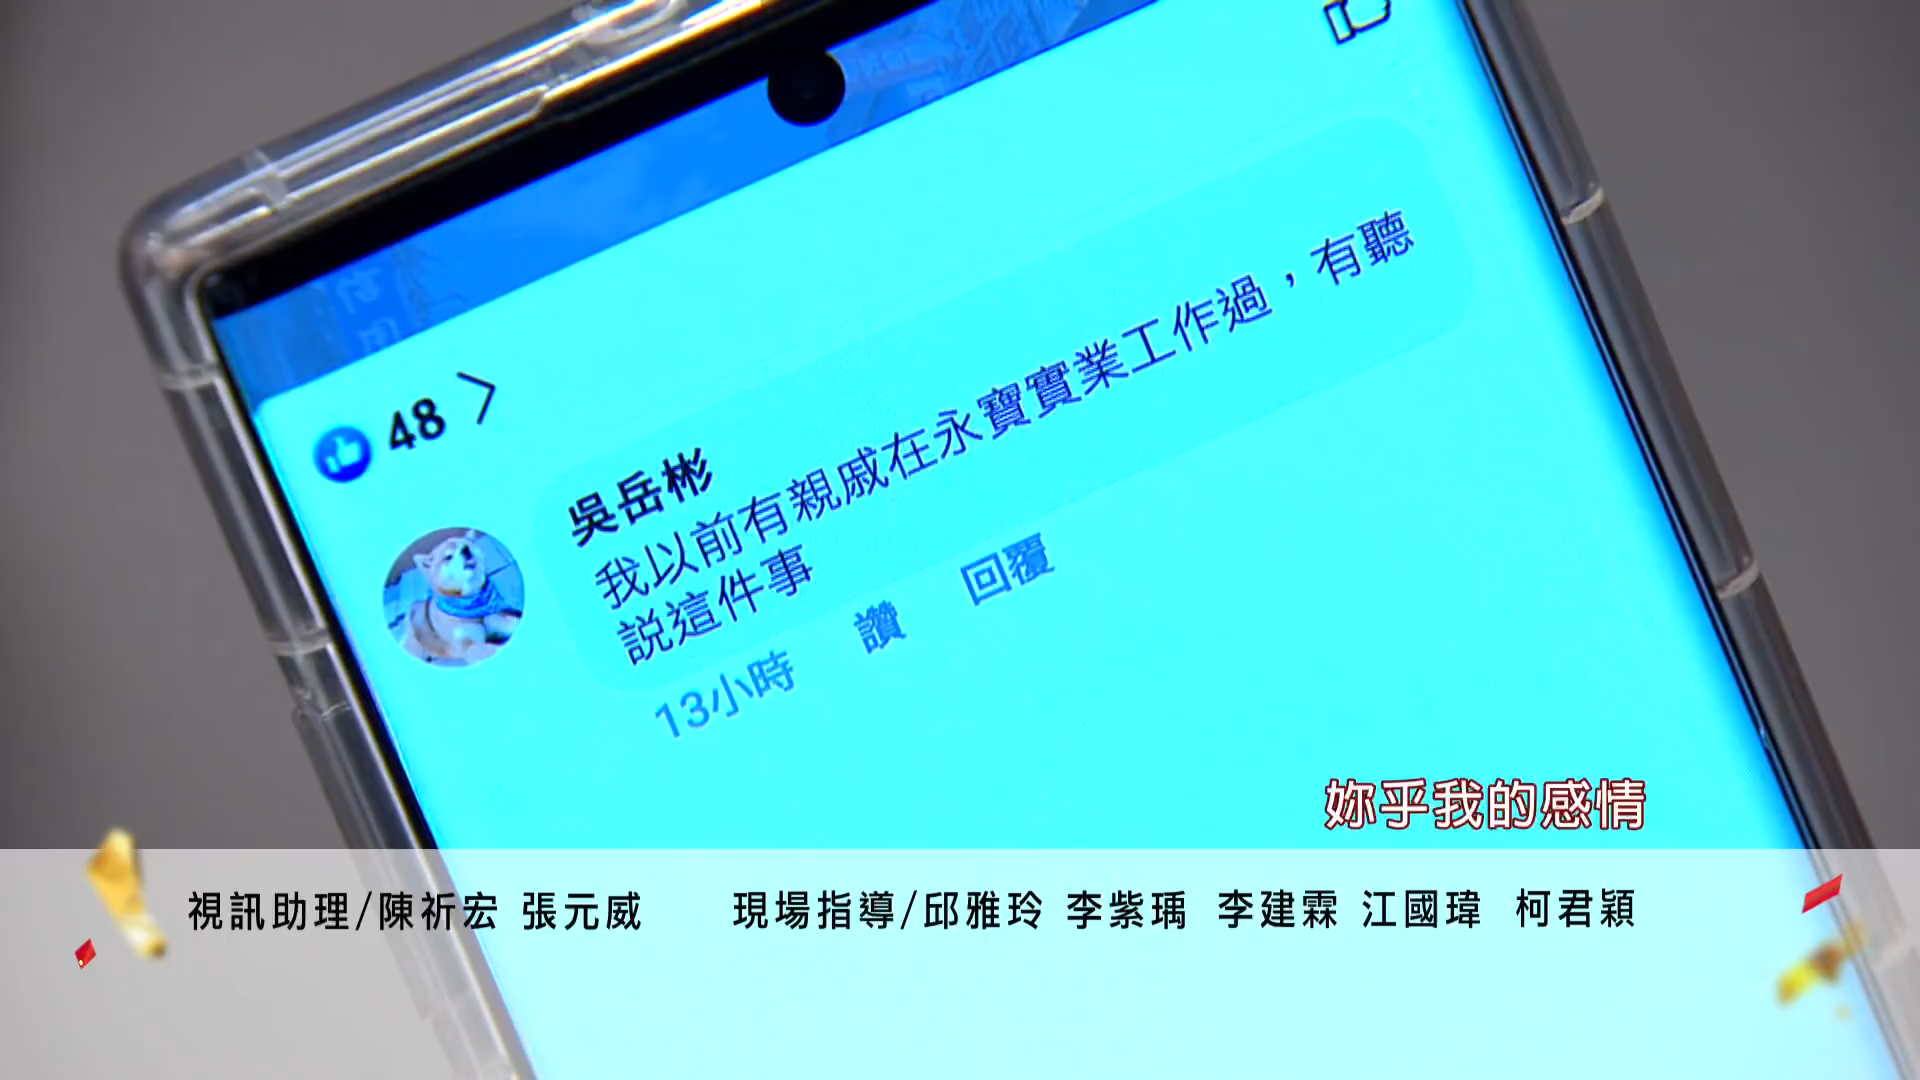 48
吳岳彬
我以前有親戚在永寶實業工作過，有聽
說這件事
13小時 讚 回覆
妳乎我的感情
視訊助理/陳祈宏 張元威 現場指導/邱雅玲 李紫瑀 李建霖 江國瑋 柯君穎